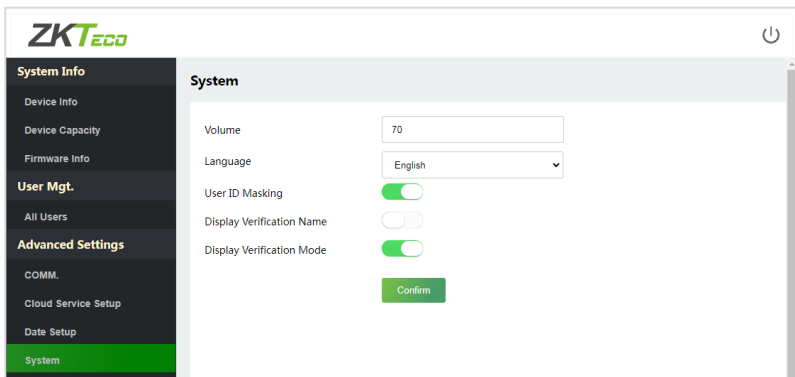 ZKTECO
System Info
Device Info
Device Capacity
Firmware Info
User Mgt.
All Users
Advanced Settings
COMM.
Cloud Service Setup
Date Setup
System
System
Volume 70
Language English
User ID Masking
Display Verification Name
Display Verification Mode
Confirm